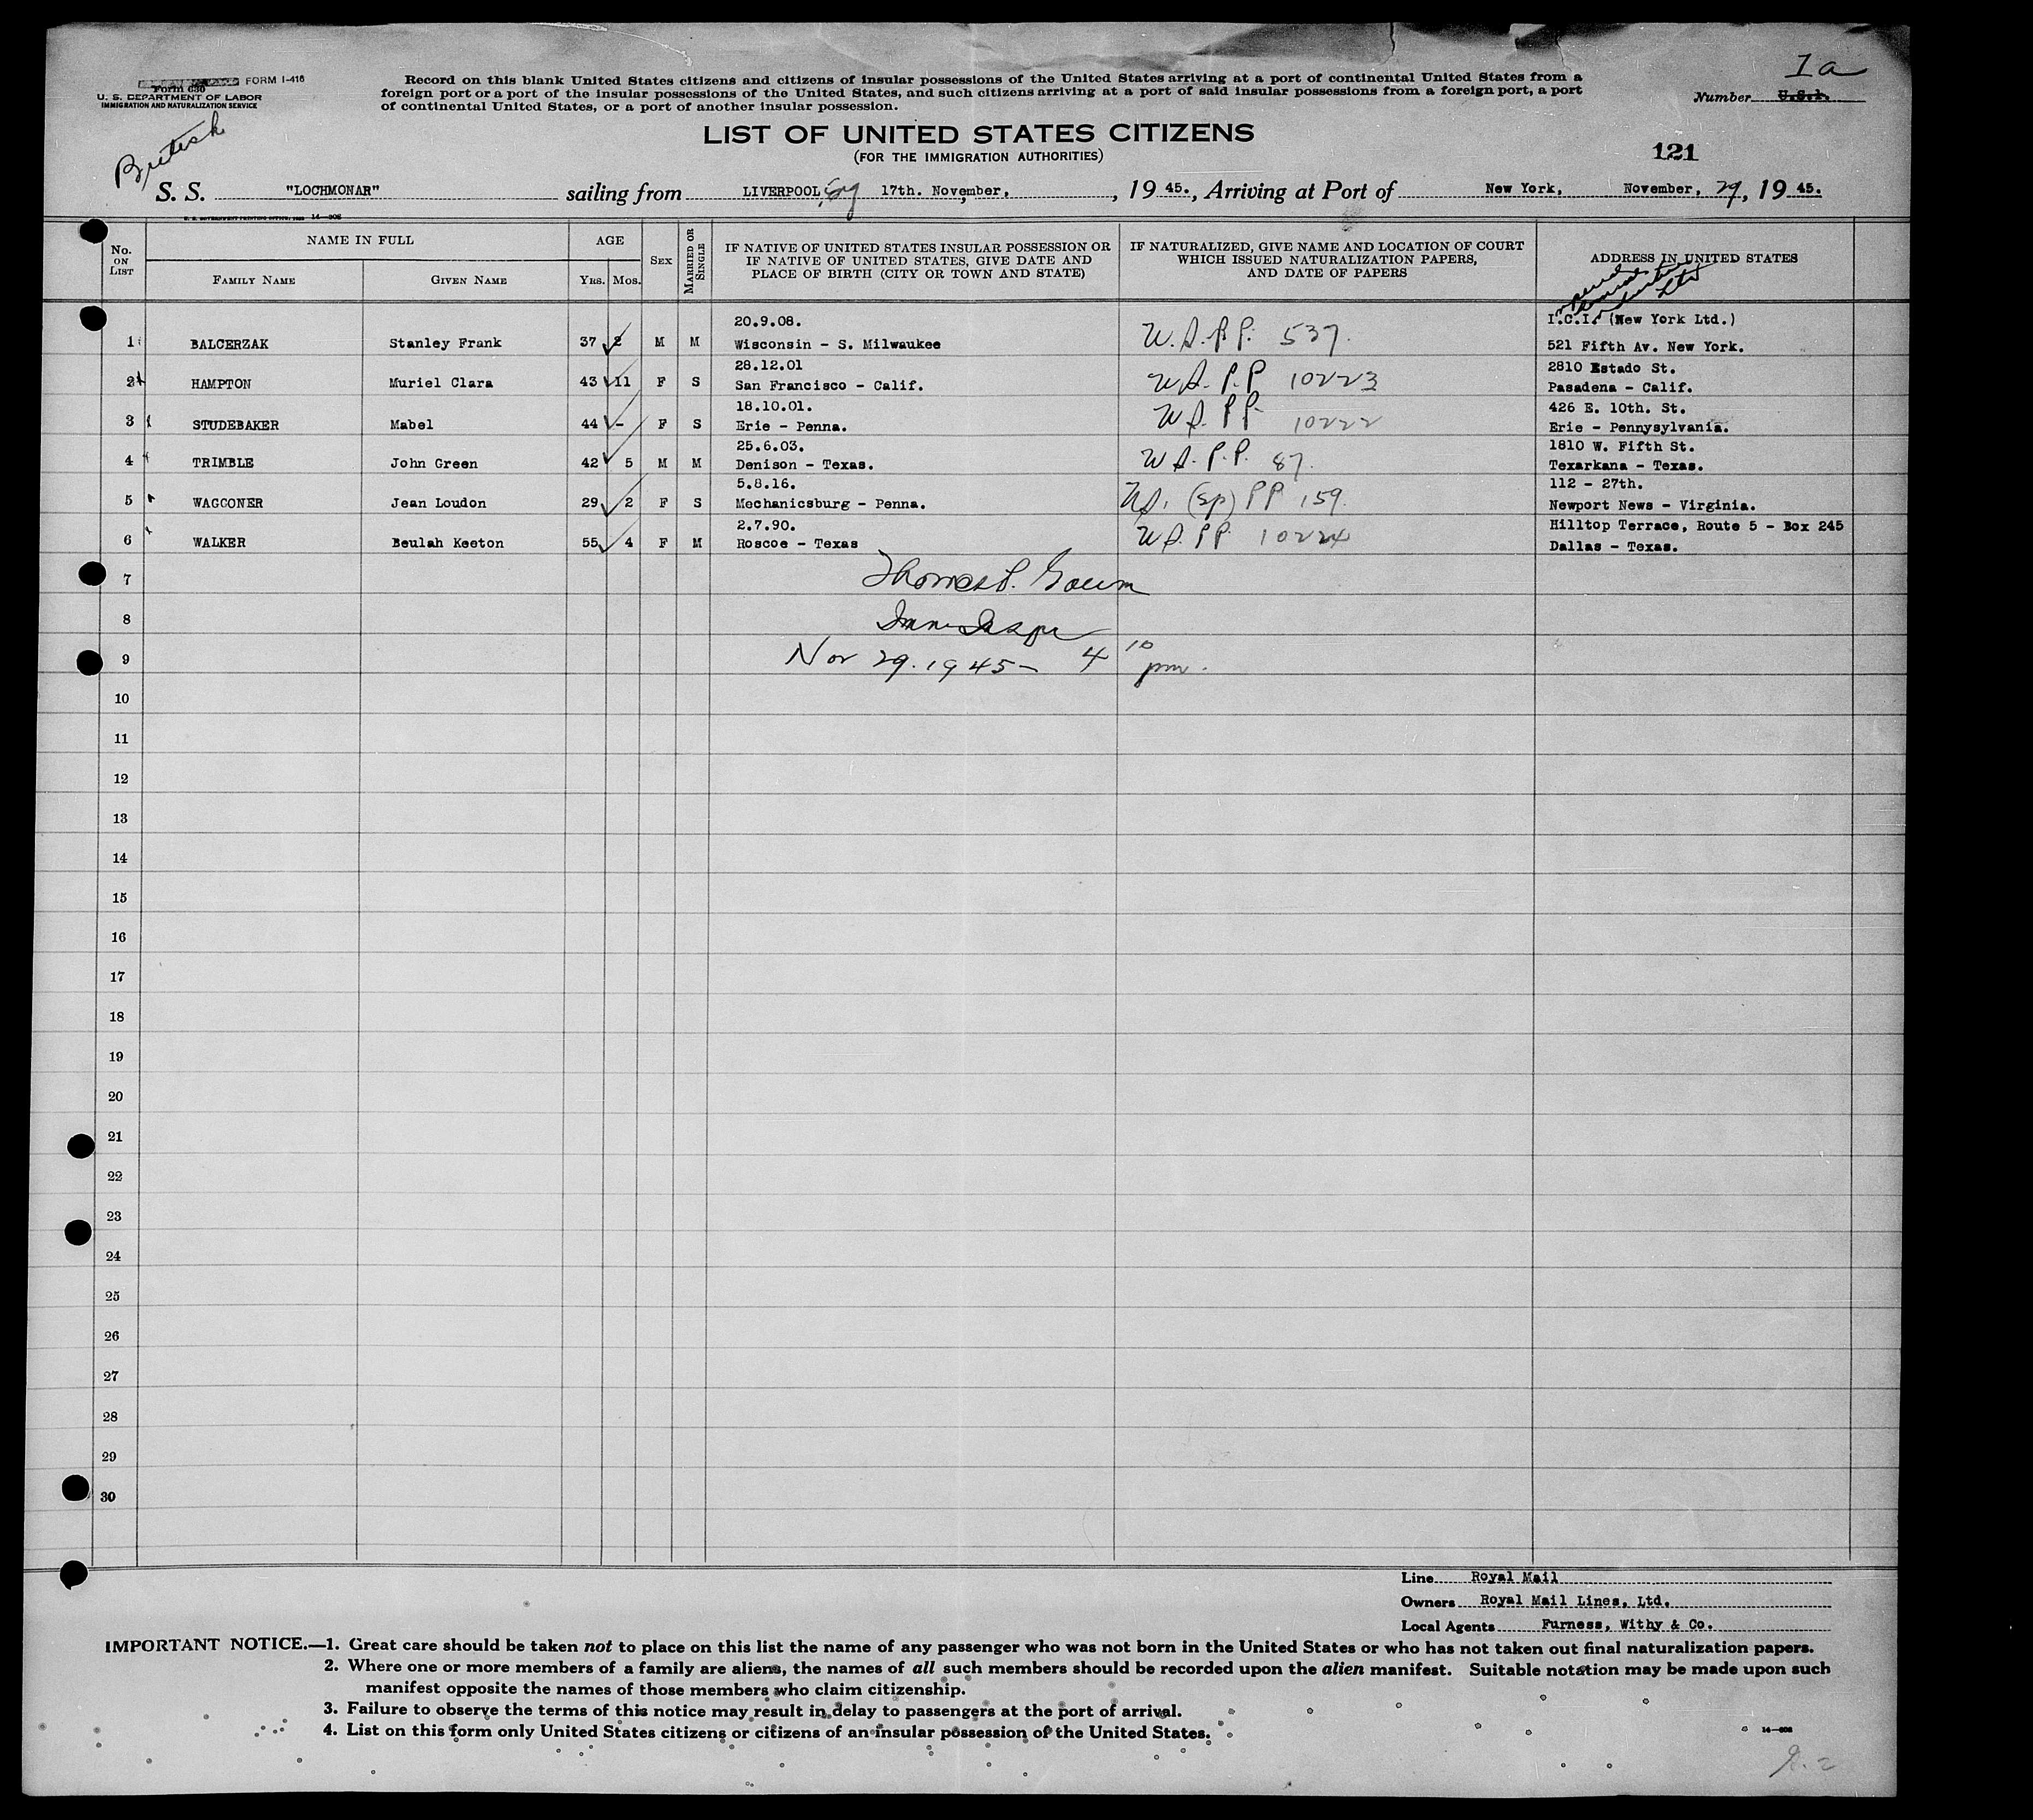 FORM I-416
Form 630
U. S. DEPARTMENT OF LABOR
IMMIGRATION AND NATURALIZATION SERVICE
Record on this blank United States citizens and citizens of insular possessions of the United States arriving at a port of continental United States from a
foreign port or a port of the insular possessions of the United States, and such citizens arriving at a port of said insular possessions from a foreign port, a port
of continental United States, or a port of another insular possession.
1a
Number U.S.1.
LIST OF UNITED STATES CITIZENS
(FOR THE IMMIGRATION AUTHORITIES)
121
British
S. S. "LOCHMONAR" sailing from LIVERPOOL, Eng 17th. November, , 19 45., Arriving at Port of New York, November, 29, 19 45.
14—808
No. ON LIST
NAME IN FULL
FAMILY NAME
GIVEN NAME
AGE
YRS. MOS.
SEX
MARRIED OR SINGLE
IF NATIVE OF UNITED STATES INSULAR POSSESSION OR
IF NATIVE OF UNITED STATES, GIVE DATE AND
PLACE OF BIRTH (CITY OR TOWN AND STATE)
IF NATURALIZED, GIVE NAME AND LOCATION OF COURT
WHICH ISSUED NATURALIZATION PAPERS,
AND DATE OF PAPERS
ADDRESS IN UNITED STATES
Ltd
20.9.08. I.C.I. (New York Ltd.)
1 BALCERZAK Stanley Frank 37 2 M M Wisconsin - S. Milwaukee U.S.P.P. 537. 521 Fifth Av. New York.
28.12.01 2810 Estado St.
2 HAMPTON Muriel Clara 43 11 F S San Francisco - Calif. U.S. P.P 10223 Pasadena - Calif.
18.10.01. 426 E. 10th. St.
3 STUDEBAKER Mabel 44 - F S Erie - Penna. U.S. PP. 10222 Erie - Pennysylvania.
25.6.03. 1810 W. Fifth St.
4 TRIMBLE John Green 42 5 M M Denison - Texas. U.S. P.P. 87. Texarkana - Texas.
5.8.16. 112 - 27th.
5 WAGGONER Jean Loudon 29 2 F S Mechanicsburg - Penna. U.S. (Sp) PP 159. Newport News - Virginia.
2.7.90. Hilltop Terrace, Route 5 - Box 245
6 WALKER Beulah Keeton 55 4 F M Roscoe - Texas U.S. PP. 10224 Dallas - Texas.
7
8
9 Nov 29. 1945 - 4 10 pm.
10
11
12
13
14
15
16
17
18
19
20
21
22
23
24
25
26
27
28
29
30
Line Royal Mail
Owners Royal Mail Lines, Ltd.
Local Agents Furness, Withy & Co.
IMPORTANT NOTICE.—1. Great care should be taken not to place on this list the name of any passenger who was not born in the United States or who has not taken out final naturalization papers.
2. Where one or more members of a family are aliens, the names of all such members should be recorded upon the alien manifest. Suitable notation may be made upon such
manifest opposite the names of those members who claim citizenship.
3. Failure to observe the terms of this notice may result in delay to passengers at the port of arrival.
4. List on this form only United States citizens or citizens of an insular possession of the United States.
14—808